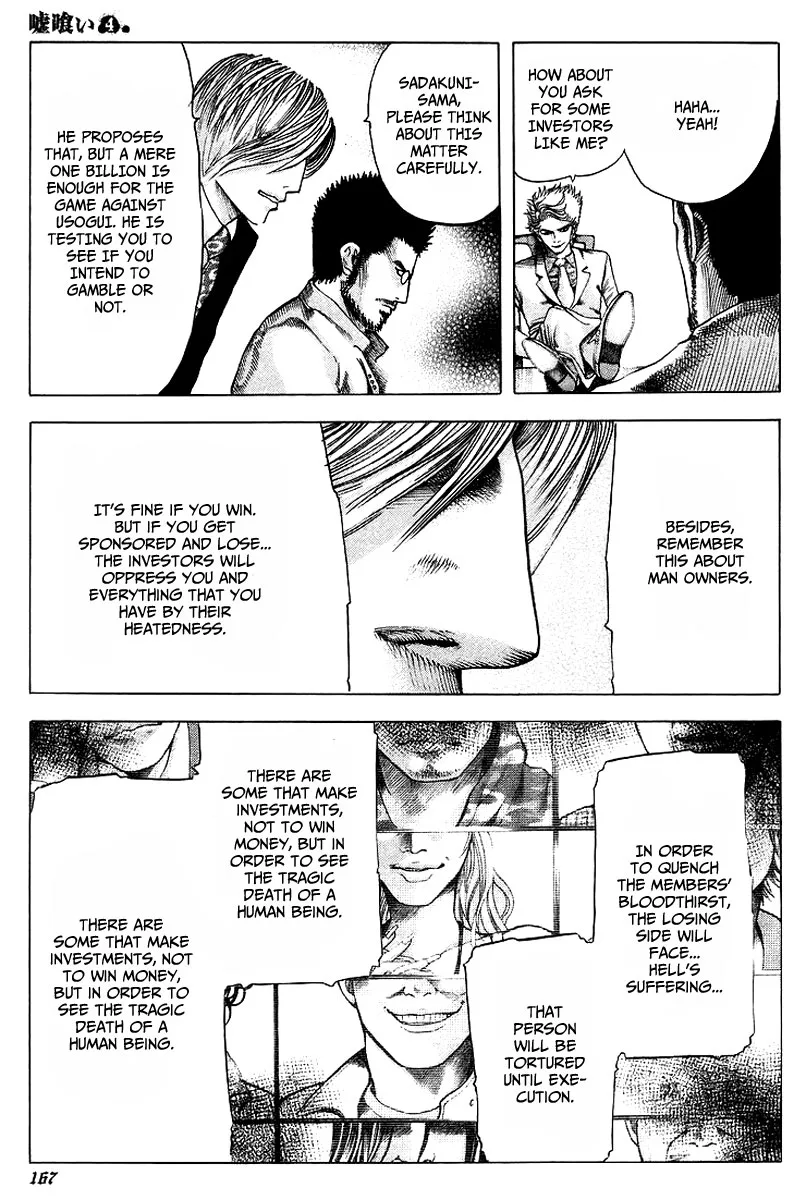 嘘喰い4.
HAHA...
YEAH!
HOW ABOUT
YOU ASK
FOR SOME
INVESTORS
LIKE ME?
SADAKUNI-
SAMA,
PLEASE THINK
ABOUT THIS
MATTER
CAREFULLY.
HE PROPOSES
THAT, BUT A MERE
ONE BILLION IS
ENOUGH FOR THE
GAME AGAINST
USOGUI. HE IS
TESTING YOU TO
SEE IF YOU
INTEND TO
GAMBLE OR
NOT.
BESIDES,
REMEMBER
THIS ABOUT
MAN OWNERS.
IT'S FINE IF YOU WIN.
BUT IF YOU GET
SPONSORED AND LOSE...
THE INVESTORS WILL
OPPRESS YOU AND
EVERYTHING THAT YOU
HAVE BY THEIR
HEATEDNESS.
IN ORDER
TO QUENCH
THE MEMBERS'
BLOODTHIRST,
THE LOSING
SIDE WILL
FACE...
HELL'S
SUFFERING...
THAT
PERSON
WILL BE
TORTURED
UNTIL EXE-
CUTION.
THERE ARE
SOME THAT MAKE
INVESTMENTS,
NOT TO WIN
MONEY, BUT IN
ORDER TO SEE
THE TRAGIC
DEATH OF A
HUMAN BEING.
THERE ARE
SOME THAT MAKE
INVESTMENTS, NOT
TO WIN MONEY,
BUT IN ORDER TO
SEE THE TRAGIC
DEATH OF A
HUMAN BEING.
167